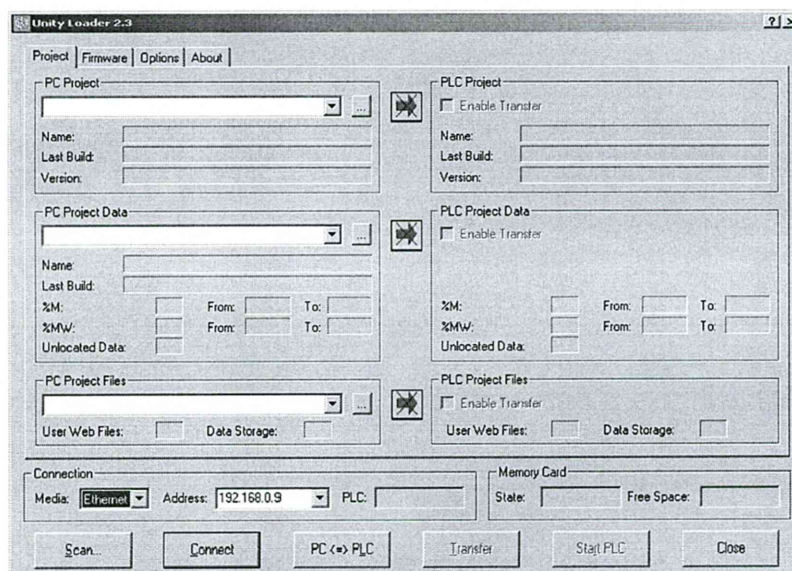 Unity Loader 2.3
Project Firmware Options About
PC Project
...
Name:
Last Build:
Version:
PLC Project
Enable Transfer
Name:
Last Build:
Version:
PC Project Data
...
Name:
Last Build:
%M: From: To:
%MW: From: To:
Unlocated Data:
PLC Project Data
Enable Transfer
%M: From: To:
%MW: From: To:
Unlocated Data:
PC Project Files
...
User Web Files: Data Storage:
PLC Project Files
Enable Transfer
User Web Files: Data Storage:
Connection
Media: Ethernet Address: 192.168.0.9 PLC:
Memory Card
State: Free Space:
Scan... Connect PC <=> PLC Transfer Start PLC Close